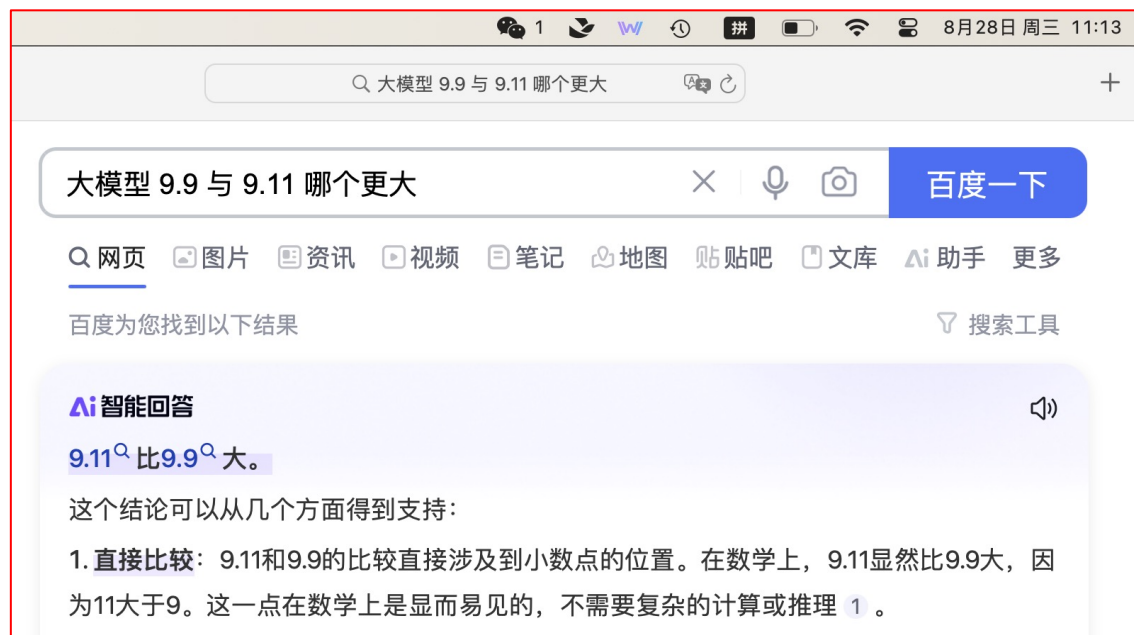 1 拼 8月28日 周三 11:13
大模型 9.9 与 9.11 哪个更大
大模型 9.9 与 9.11 哪个更大 百度一下
网页 图片 资讯 视频 笔记 地图 贴 贴吧 文库 Ai 助手 更多
百度为您找到以下结果 搜索工具
Ai 智能回答
9.11 比9.9 大。
这个结论可以从几个方面得到支持：
1. 直接比较：9.11和9.9的比较直接涉及到小数点的位置。在数学上，9.11显然比9.9大，因
为11大于9。这一点在数学上是显而易见的，不需要复杂的计算或推理 1 。